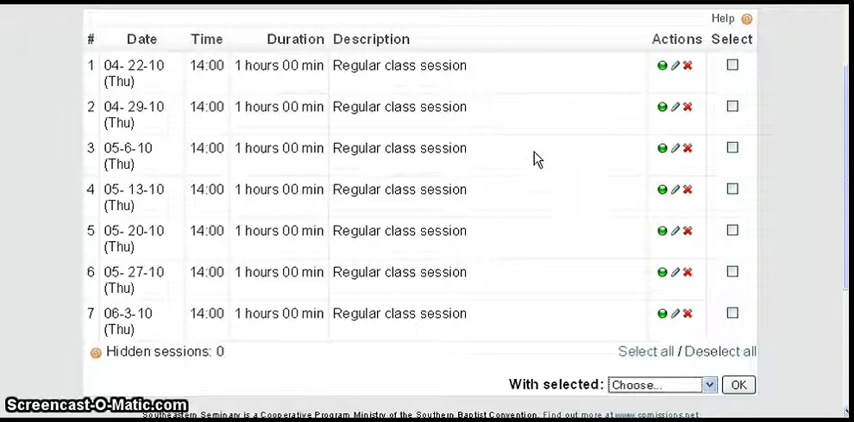 Help
# Date Time Duration Description Actions Select
1 04- 22-10 (Thu) 14:00 1 hours 00 min Regular class session
2 04- 29-10 (Thu) 14:00 1 hours 00 min Regular class session
3 05-6-10 (Thu) 14:00 1 hours 00 min Regular class session
4 05- 13-10 (Thu) 14:00 1 hours 00 min Regular class session
5 05- 20-10 (Thu) 14:00 1 hours 00 min Regular class session
6 05- 27-10 (Thu) 14:00 1 hours 00 min Regular class session
7 06-3-10 (Thu) 14:00 1 hours 00 min Regular class session
Hidden sessions: 0 Select all / Deselect all
With selected: Choose... OK
Screencast-O-Matic.com
Southeastern Seminary is a Cooperative Program Ministry of the Southern Baptist Convention. Find out more at www.cpmissions.net